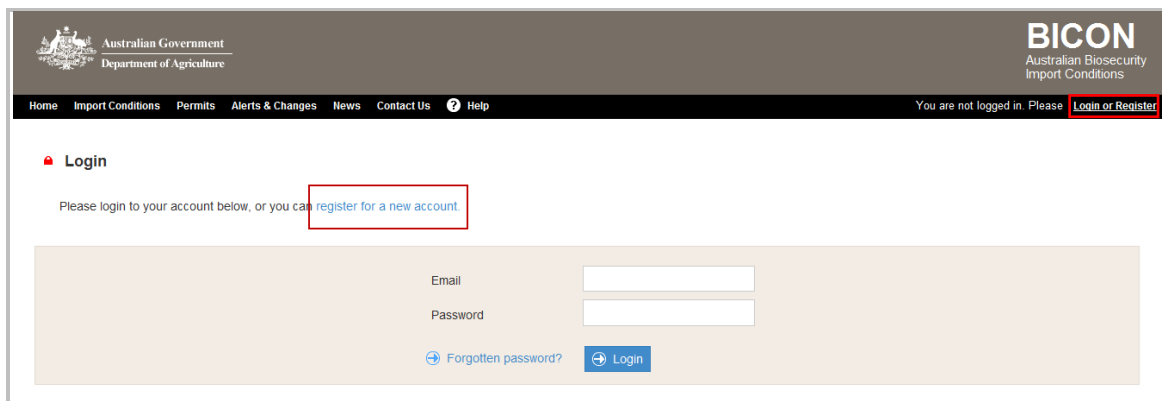 Australian Government
Department of Agriculture
BICON
Australian Biosecurity
Import Conditions
Home Import Conditions Permits Alerts & Changes News Contact Us ? Help You are not logged in. Please Login or Register
Login
Please login to your account below, or you can register for a new account.
Email
Password
Forgotten password? Login